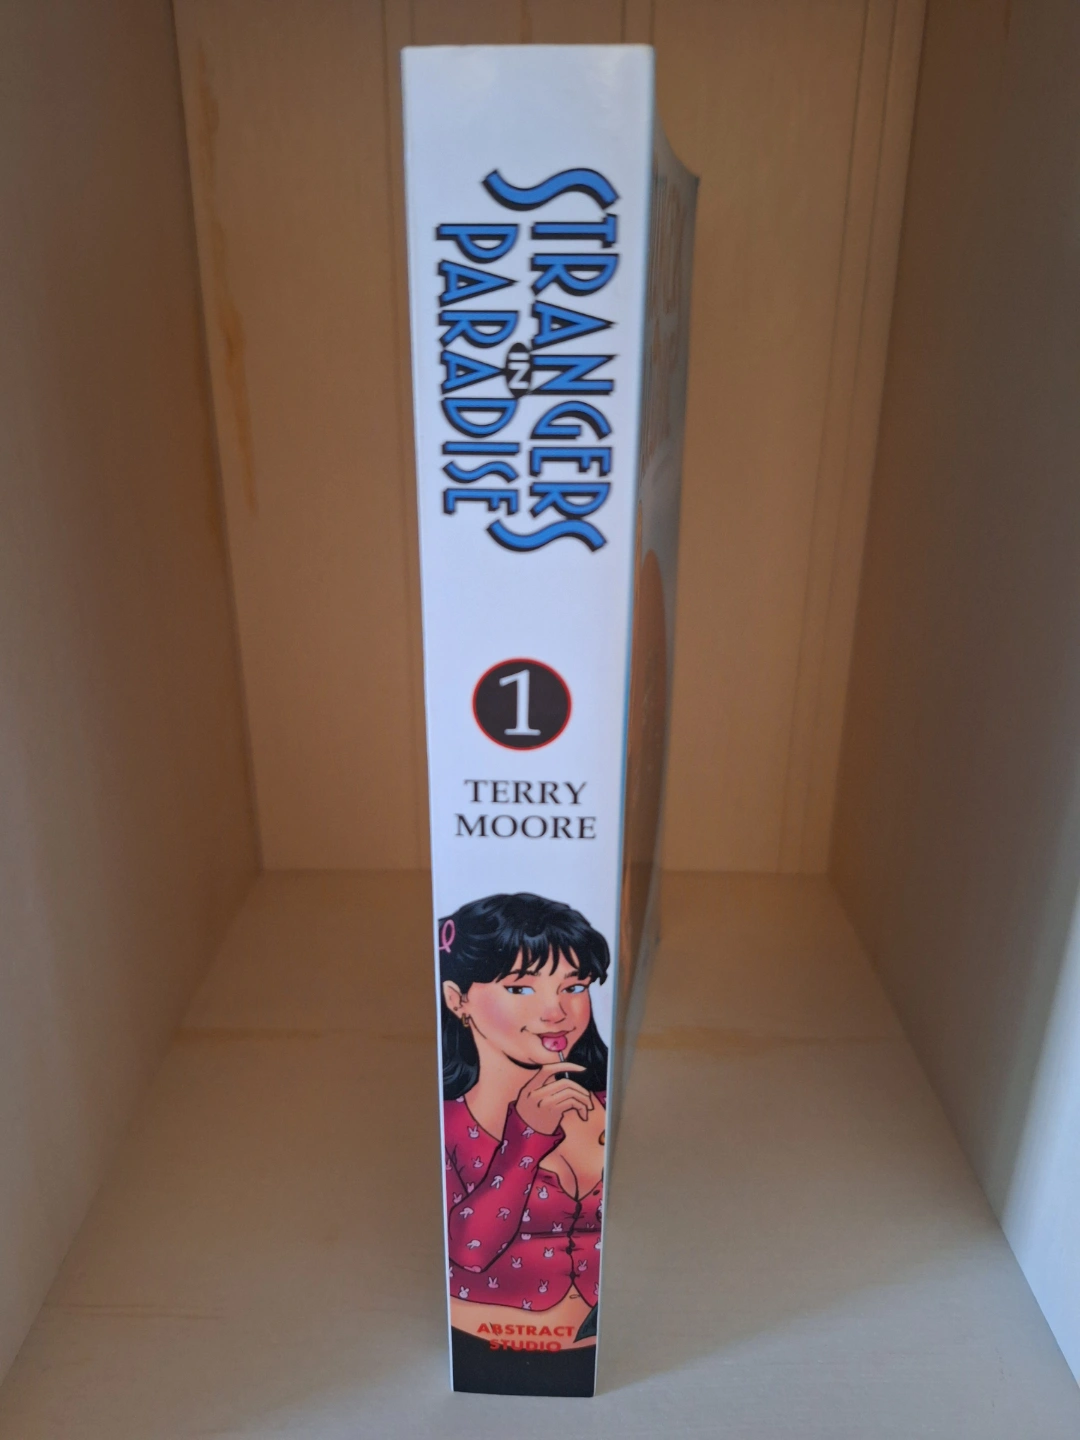 STRANGERS
IN
PARADISE
1
TERRY
MOORE
ABSTRACT
STUDIO